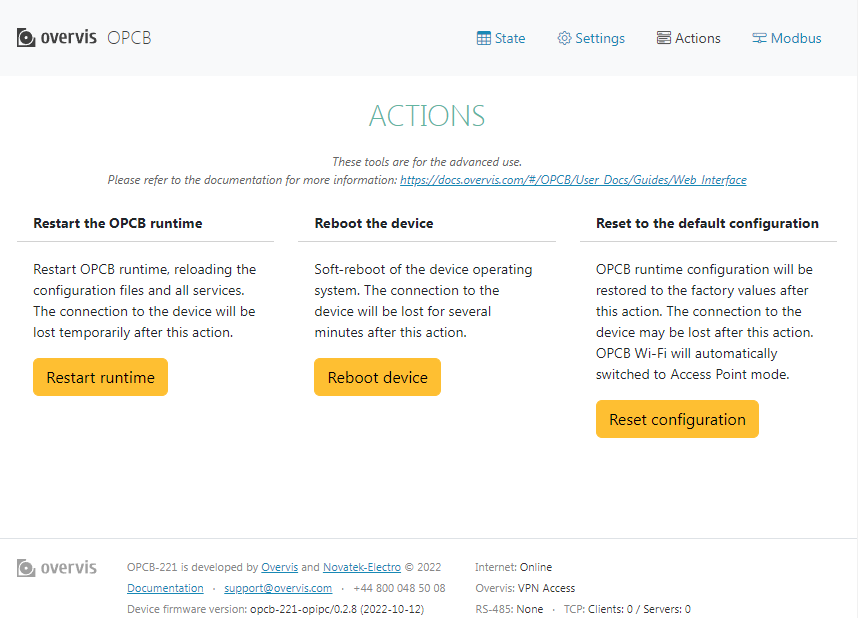 overvis OPCB
State Settings Actions Modbus
ACTIONS
These tools are for the advanced use.
Please refer to the documentation for more information: https://docs.overvis.com/#/OPCB/User_Docs/Guides/Web_Interface
Restart the OPCB runtime
Restart OPCB runtime, reloading the
configuration files and all services.
The connection to the device will be
lost temporarily after this action.
Restart runtime
Reboot the device
Soft-reboot of the device operating
system. The connection to the
device will be lost for several
minutes after this action.
Reboot device
Reset to the default configuration
OPCB runtime configuration will be
restored to the factory values after
this action. The connection to the
device may be lost after this action.
OPCB Wi-Fi will automatically
switched to Access Point mode.
Reset configuration
overvis
OPCB-221 is developed by Overvis and Novatek-Electro © 2022
Documentation · support@overvis.com · +44 800 048 50 08
Device firmware version: opcb-221-opipc/0.2.8 (2022-10-12)
Internet: Online
Overvis: VPN Access
RS-485: None · TCP: Clients: 0 / Servers: 0